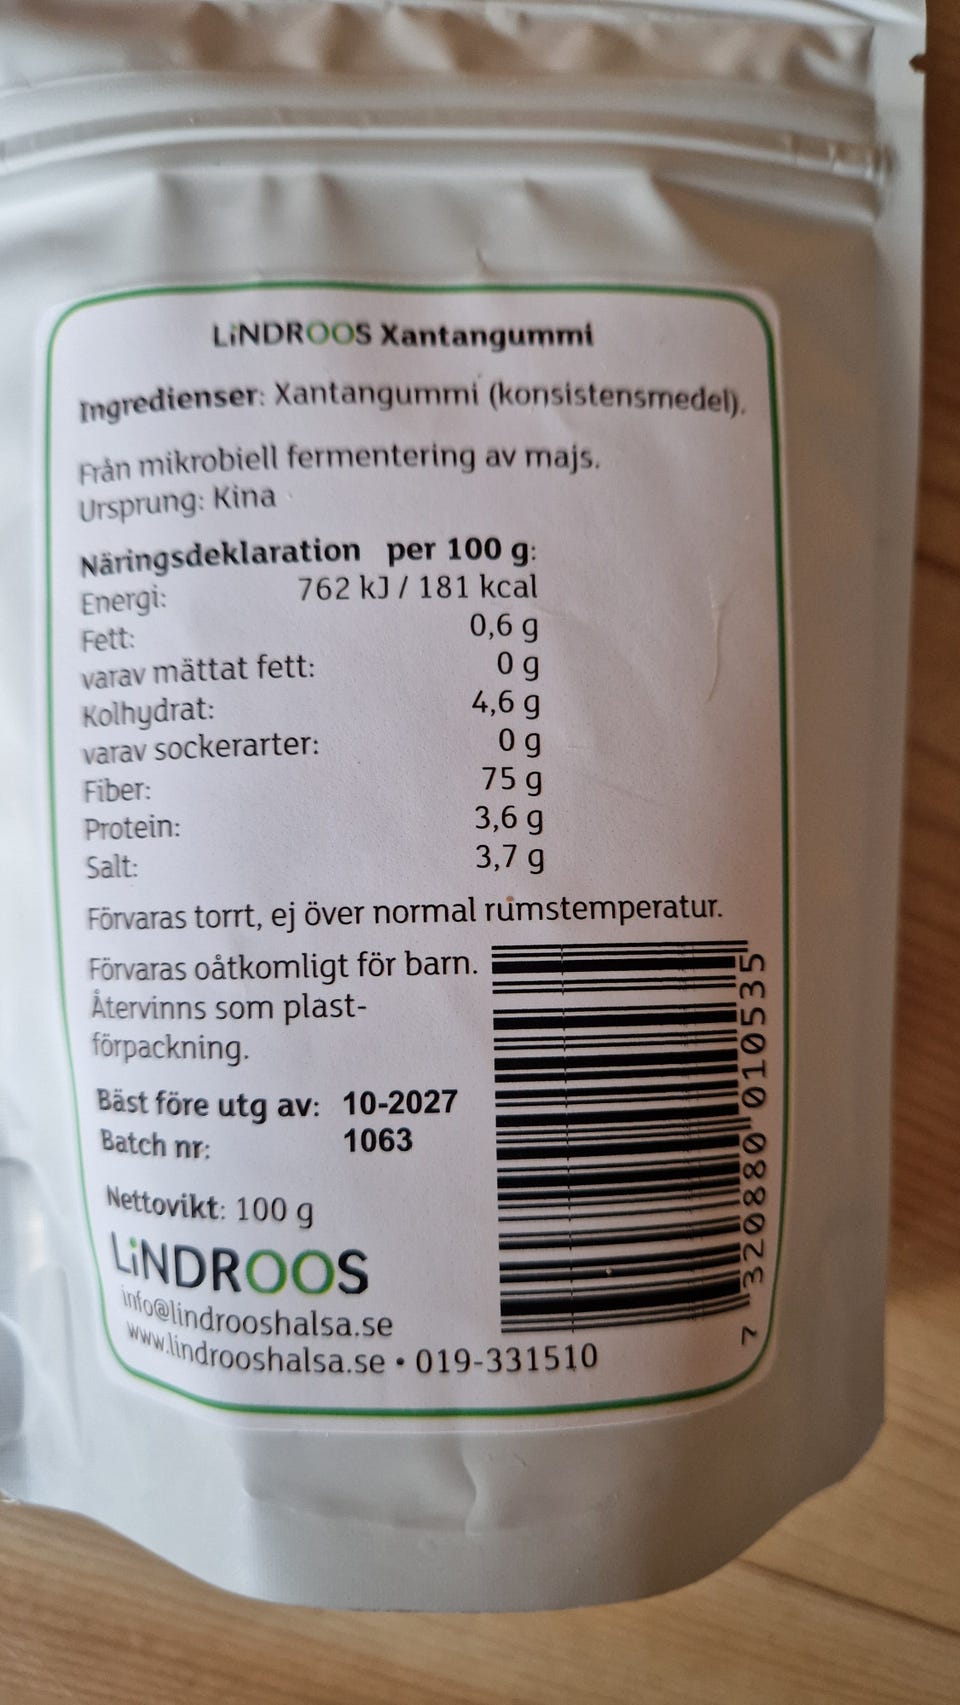 LiNDROOS Xantangummi
Ingredienser: Xantangummi (konsistensmedel).
Från mikrobiell fermentering av majs.
Ursprung: Kina
Näringsdeklaration per 100 g:
Energi: 762 kJ / 181 kcal
Fett: 0,6 g
varav mättat fett: 0 g
Kolhydrat: 4,6 g
varav sockerarter: 0 g
Fiber: 75 g
Protein: 3,6 g
Salt: 3,7 g
Förvaras torrt, ej över normal rumstemperatur.
Förvaras oåtkomligt för barn.
Återvinns som plast-
förpackning.
Bäst före utg av: 10-2027
Batch nr: 1063
Nettovikt: 100 g
LiNDROOS
info@lindrooshalsa.se
www.lindrooshalsa.se • 019-331510
7 320880 010535